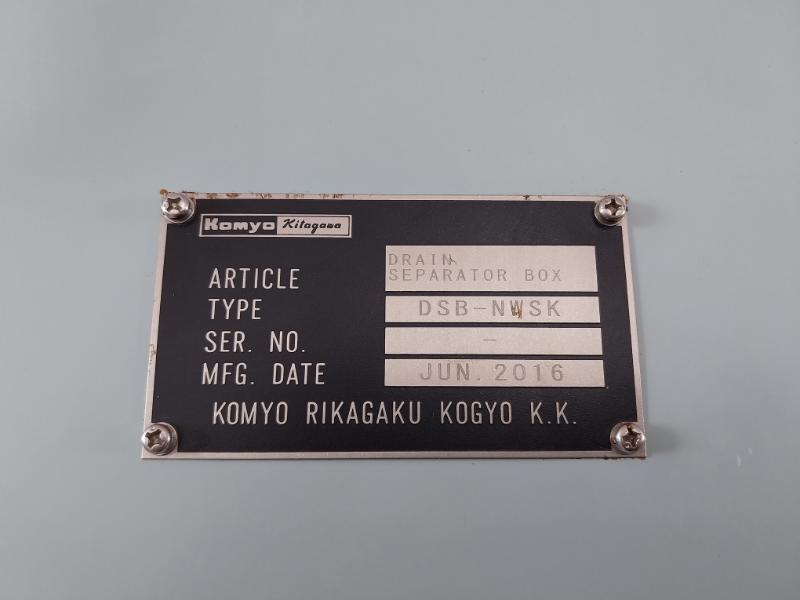 Komyo Kitagawa
ARTICLE DRAIN
SEPARATOR BOX
TYPE DSB-NWSK
SER. NO. -
MFG. DATE JUN. 2016
KOMYO RIKAGAKU KOGYO K.K.